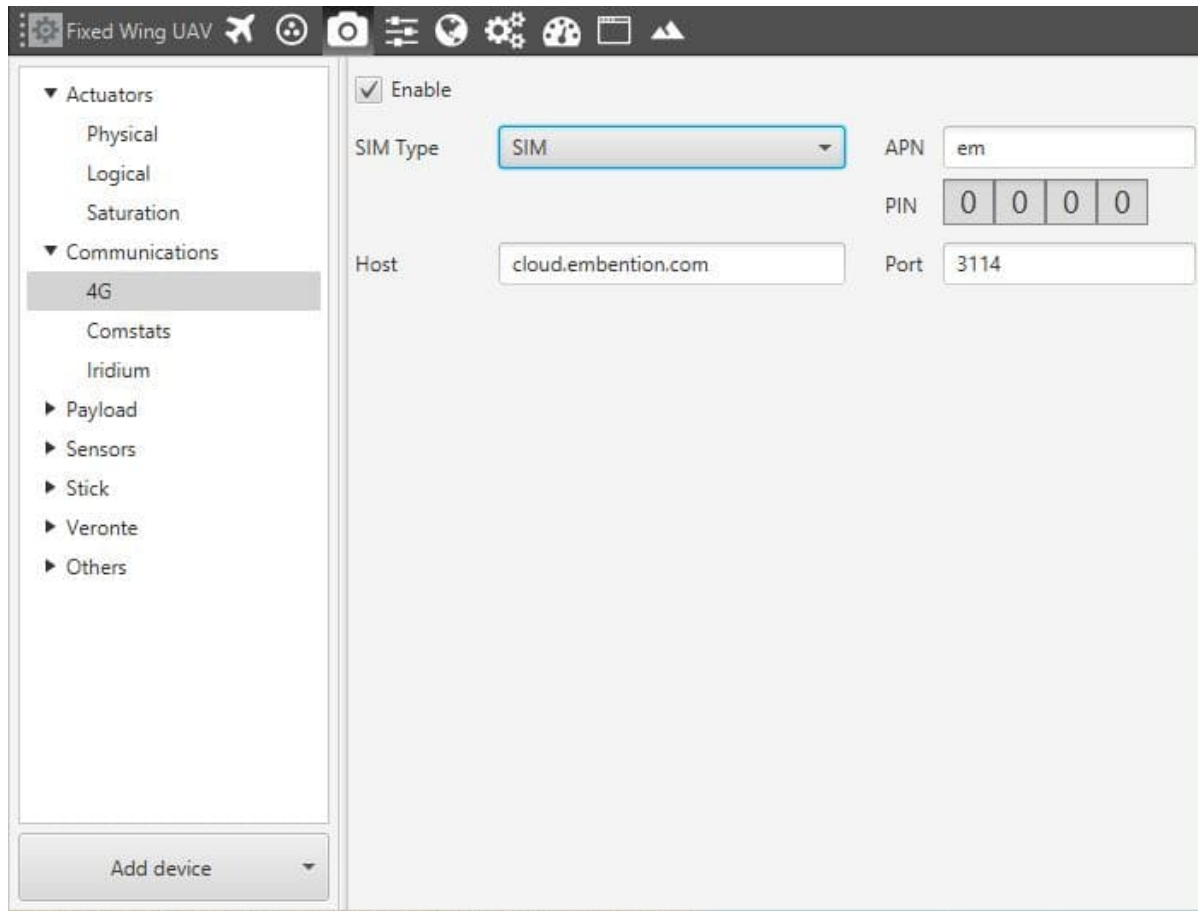 Fixed Wing UAV
Actuators
Physical
Logical
Saturation
Communications
4G
Comstats
Iridium
Payload
Sensors
Stick
Veronte
Others
Add device
Enable
SIM Type SIM APN em
PIN 0 0 0 0
Host cloud.embention.com Port 3114